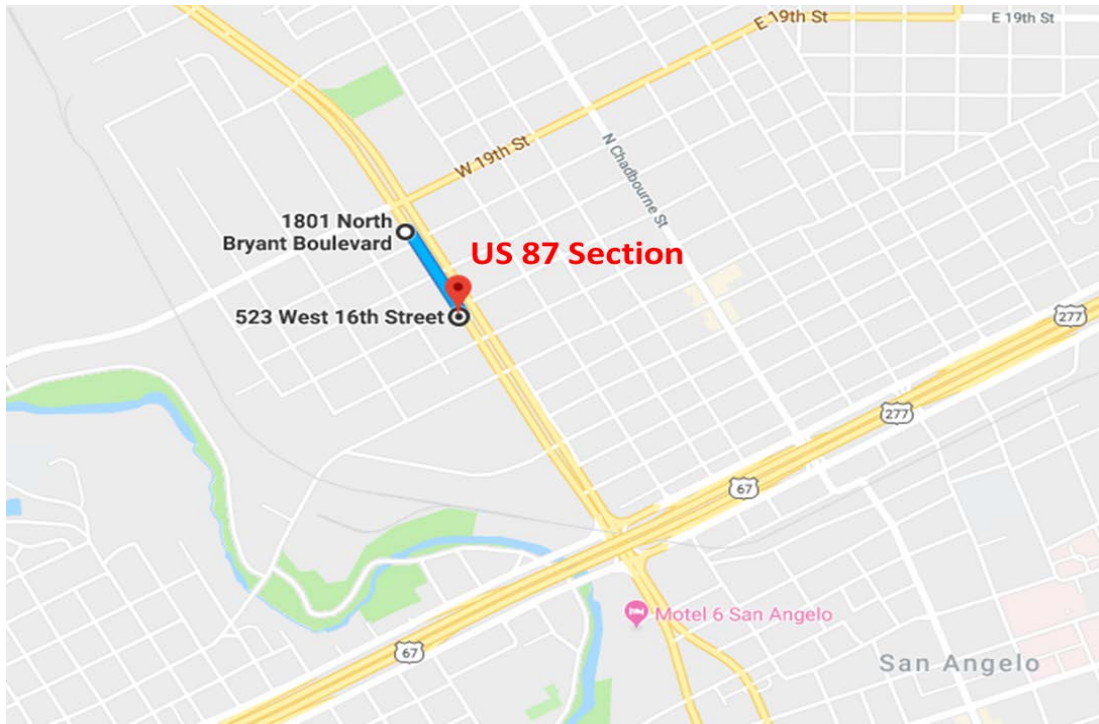 E 19th St
E 19th St
W 19th St
N Chadbourne St
1801 North
Bryant Boulevard
US 87 Section
523 West 16th Street
277
277
67
Motel 6 San Angelo
67
San Angelo